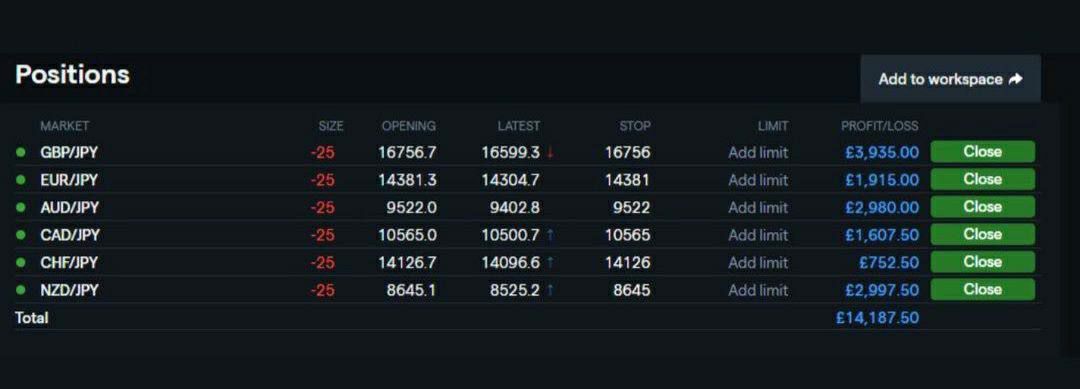 Positions
Add to workspace
MARKET SIZE OPENING LATEST STOP LIMIT PROFIT/LOSS
GBP/JPY -25 16756.7 16599.3 ↓ 16756 Add limit £3,935.00 Close
EUR/JPY -25 14381.3 14304.7 14381 Add limit £1,915.00 Close
AUD/JPY -25 9522.0 9402.8 9522 Add limit £2,980.00 Close
CAD/JPY -25 10565.0 10500.7 ↑ 10565 Add limit £1,607.50 Close
CHF/JPY -25 14126.7 14096.6 ↑ 14126 Add limit £752.50 Close
NZD/JPY -25 8645.1 8525.2 ↑ 8645 Add limit £2,997.50 Close
Total £14,187.50